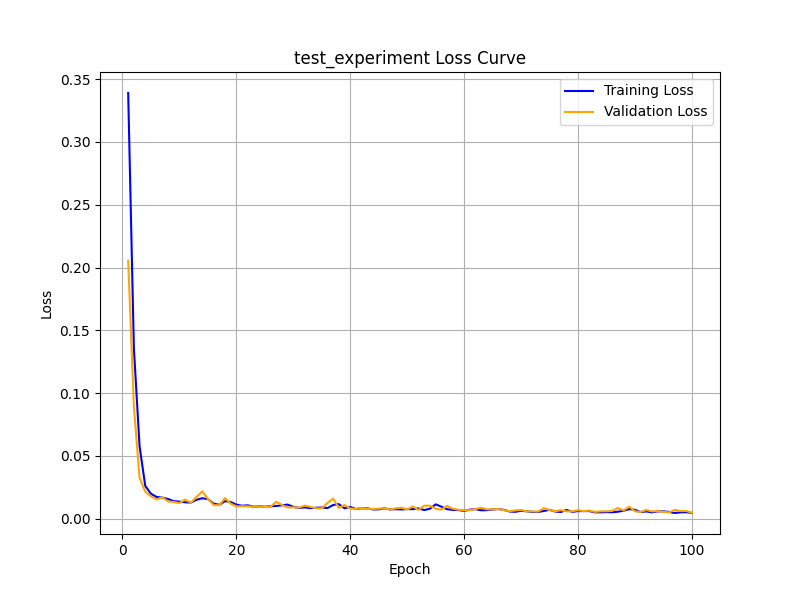 test_experiment Loss Curve
Training Loss
Validation Loss
0.35
0.30
0.25
0.20
0.15
0.10
0.05
0.00
Loss
0 20 40 60 80 100
Epoch